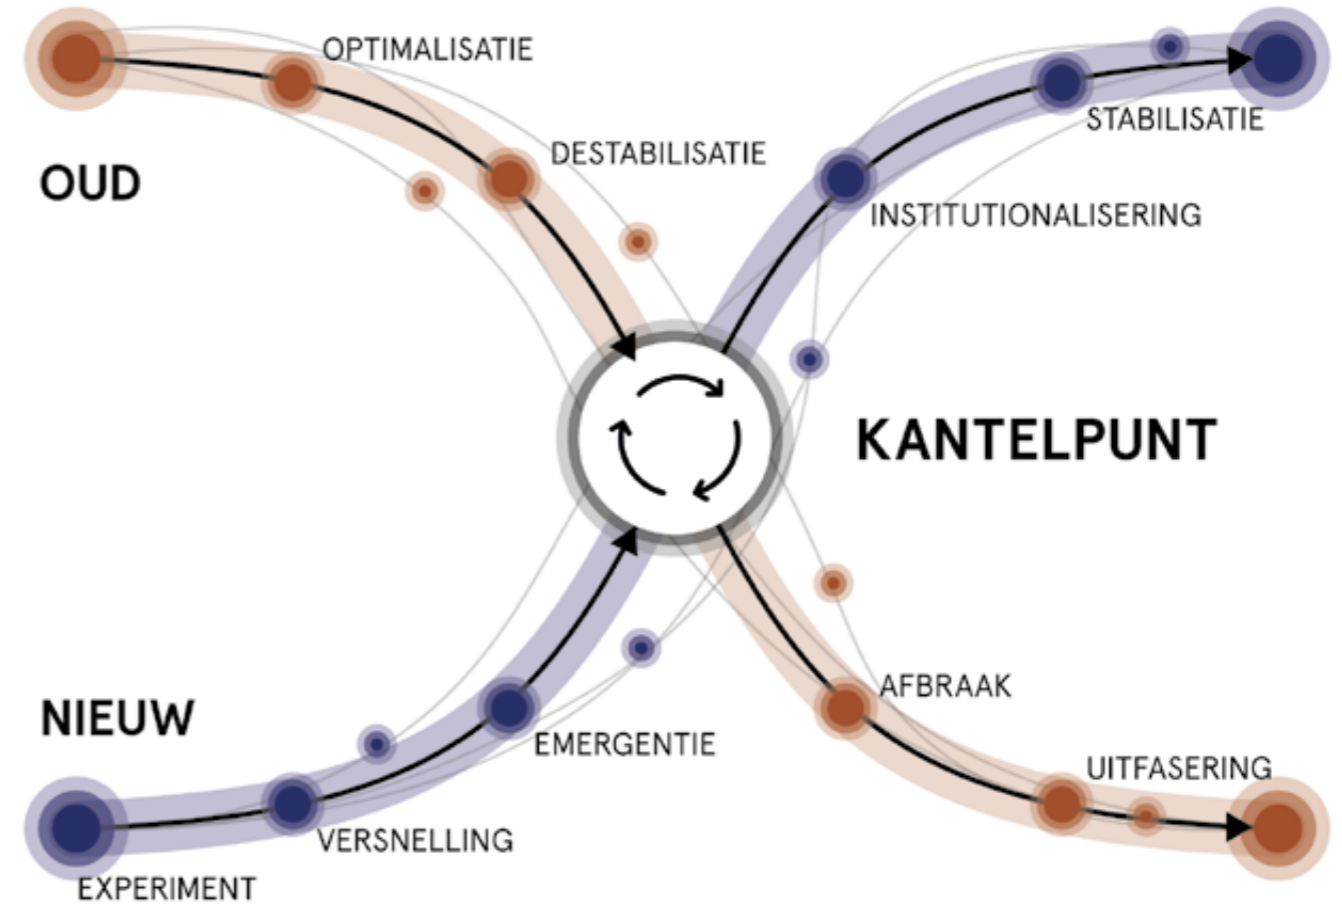 OPTIMALISATIE
STABILISATIE
DESTABILISATIE
OUD
INSTITUTIONALISERING
KANTELPUNT
AFBRAAK
NIEUW
EMERGENTIE
UITFASERING
VERSNELLING
EXPERIMENT